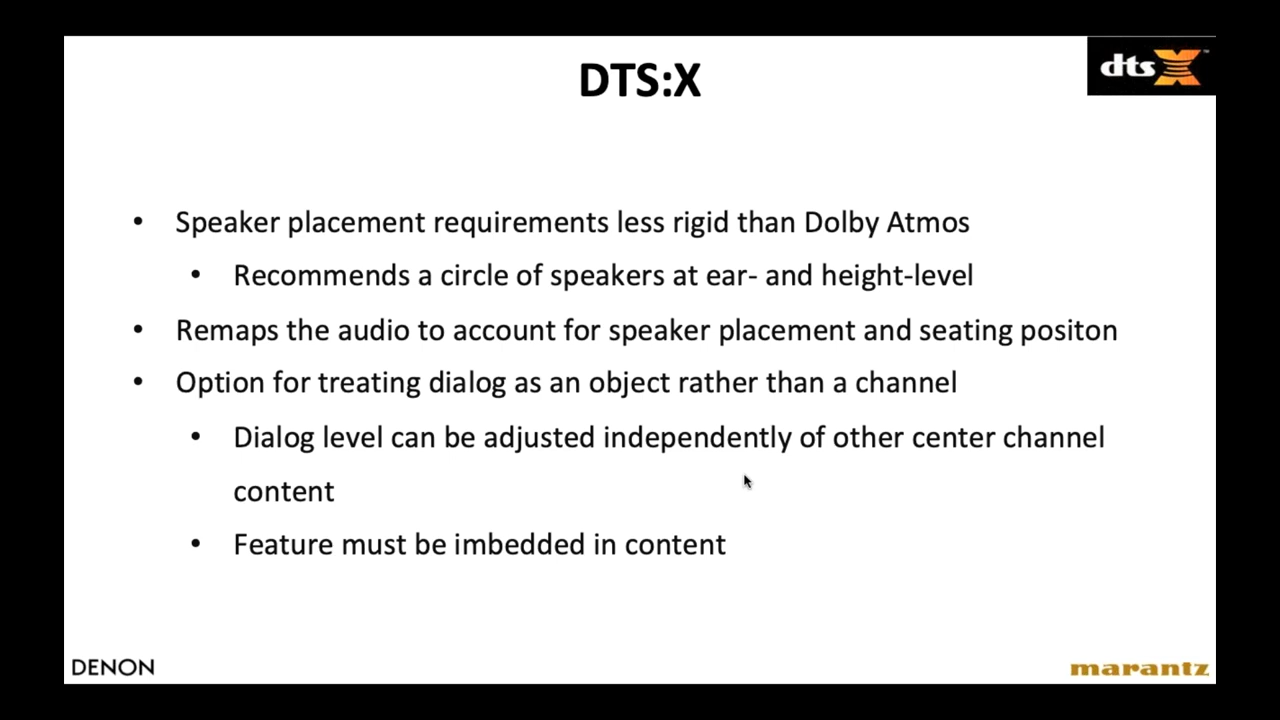 DTS:X
dts X ™
• Speaker placement requirements less rigid than Dolby Atmos
• Recommends a circle of speakers at ear- and height-level
• Remaps the audio to account for speaker placement and seating positon
• Option for treating dialog as an object rather than a channel
• Dialog level can be adjusted independently of other center channel
content
• Feature must be imbedded in content
DENON
marantz